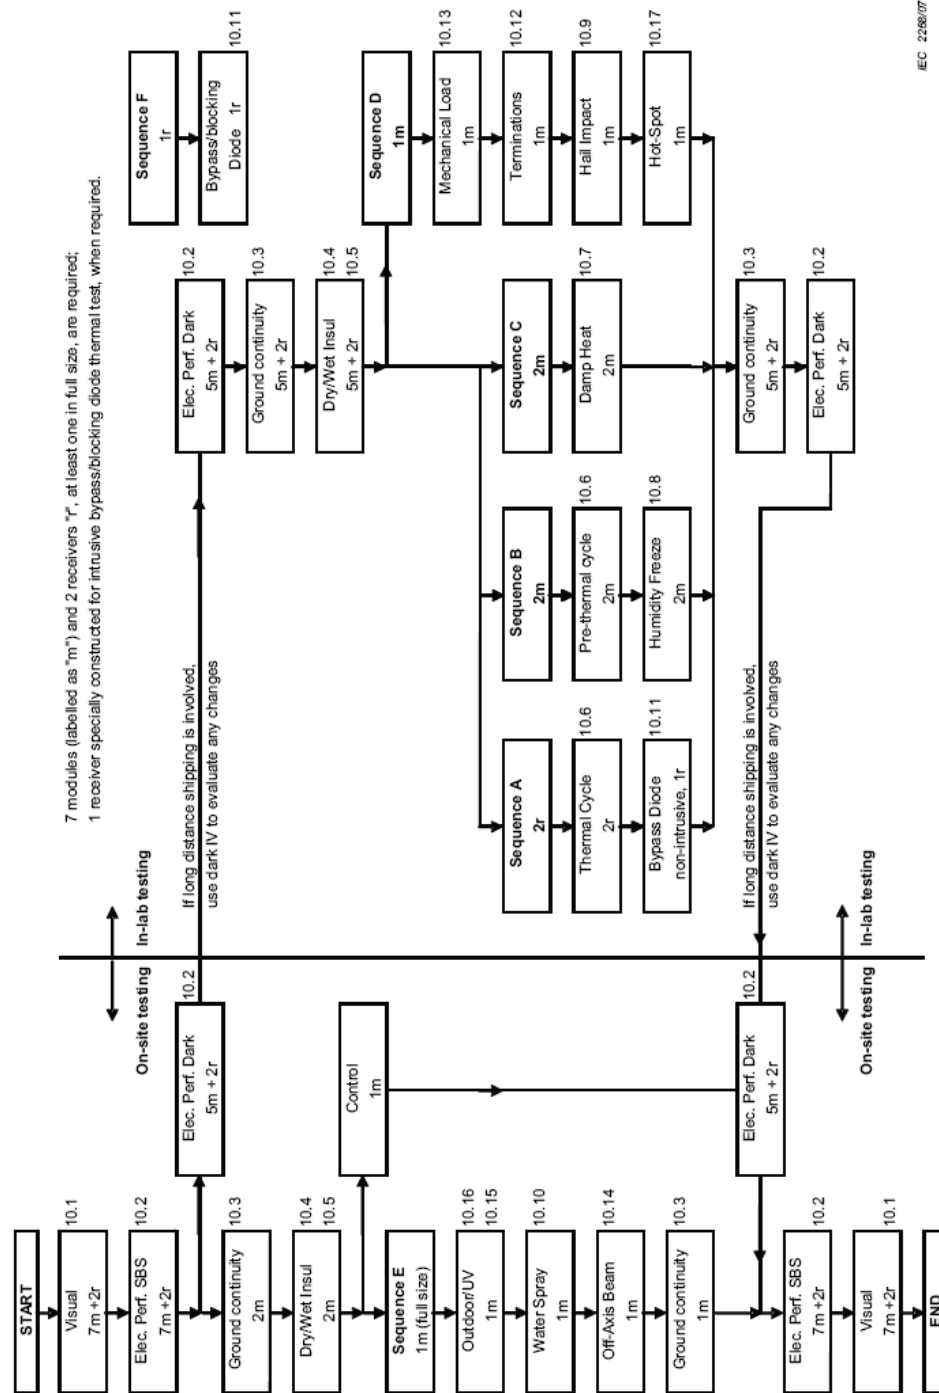 START
Visual
7m +2r
10.1
Elec. Perf. SBS
7m +2r
10.2
Ground continuity
2m
10.3
Dry/Wet Insul
2m
10.4
10.5
Sequence E
1m (full size)
Outdoor/UV
1m
10.16
10.15
Water Spray
1m
10.10
Off-Axis Beam
1m
10.14
Ground continuity
1m
10.3
Elec. Perf. SBS
7m +2r
10.2
Visual
7m +2r
10.1
END
Elec. Perf. Dark
5m + 2r
10.2
Control
1m
Elec. Perf. Dark
5m + 2r
10.2
On-site testing
In-lab testing
On-site testing
In-lab testing
7 modules (labelled as "m") and 2 receivers "r", at least one in full size, are required;
1 receiver specially constructed for intrusive bypass/blocking diode thermal test, when required.
If long distance shipping is involved,
use dark IV to evaluate any changes
If long distance shipping is involved,
use dark IV to evaluate any changes
Elec. Perf. Dark
5m + 2r
10.2
Ground continuity
5m + 2r
10.3
Dry/Wet Insul
5m + 2r
10.4
10.5
Sequence A
2r
Thermal Cycle
2r
10.6
Bypass Diode
non-intrusive, 1r
10.11
Sequence B
2m
Pre-thermal cycle
2m
10.6
Humidity Freeze
2m
10.8
Sequence C
2m
Damp Heat
2m
10.7
Sequence D
1m
Mechanical Load
1m
10.13
Terminations
1m
10.12
Hail Impact
1m
10.9
Hot-Spot
1m
10.17
Sequence F
1r
Bypass/blocking
Diode 1r
10.11
Ground continuity
5m + 2r
10.3
Elec. Perf. Dark
5m + 2r
10.2
IEC 2268/07